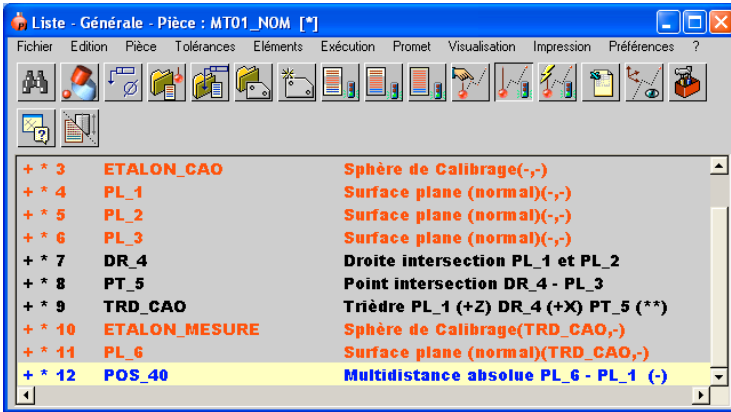 Liste - Générale - Pièce : MT01_NOM [*]
Fichier Edition Pièce Tolérances Eléments Exécution Promet Visualisation Impression Préférences ?
+ * 3 ETALON_CAO Sphère de Calibrage(-,-)
+ * 4 PL_1 Surface plane (normal)(-,-)
+ * 5 PL_2 Surface plane (normal)(-,-)
+ * 6 PL_3 Surface plane (normal)(-,-)
+ * 7 DR_4 Droite intersection PL_1 et PL_2
+ * 8 PT_5 Point intersection DR_4 - PL_3
+ * 9 TRD_CAO Trièdre PL_1 (+Z) DR_4 (+X) PT_5 (**)
+ * 10 ETALON_MESURE Sphère de Calibrage(TRD_CAO,-)
+ * 11 PL_6 Surface plane (normal)(TRD_CAO,-)
+ * 12 POS_40 Multidistance absolue PL_6 - PL_1 (-)